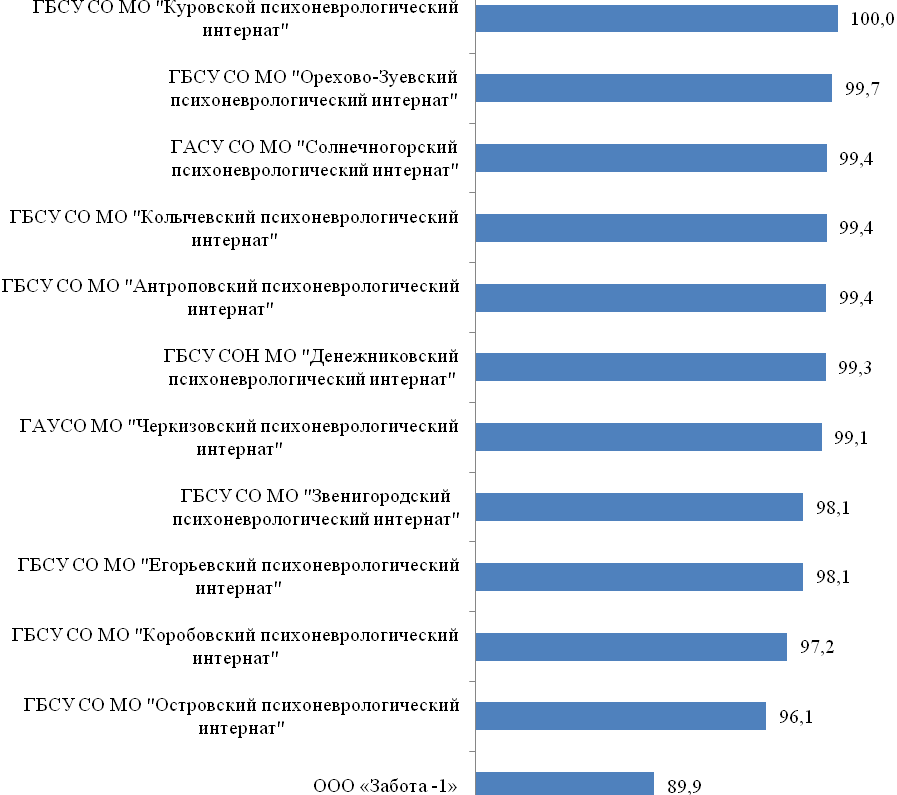 ГБСУ СО МО "Куровской психоневрологический
интернат"
100,0
ГБСУ СО МО "Орехово-Зуевский
психоневрологический интернат"
99,7
ГАСУ СО МО "Солнечногорский
психоневрологический интернат"
99,4
ГБСУ СО МО "Колычевский психоневрологический
интернат"
99,4
ГБСУ СО МО "Антроповский психоневрологический
интернат"
99,4
ГБСУ СОН МО "Денежниковский
психоневрологический интернат"
99,3
ГАУСО МО "Черкизовский психоневрологический
интернат"
99,1
ГБСУ СО МО "Звенигородский
психоневрологический интернат"
98,1
ГБСУ СО МО "Егорьевский психоневрологический
интернат"
98,1
ГБСУ СО МО "Коробовский психоневрологический
интернат"
97,2
ГБСУ СО МО "Островский психоневрологический
интернат"
96,1
ООО «Забота -1»
89,9